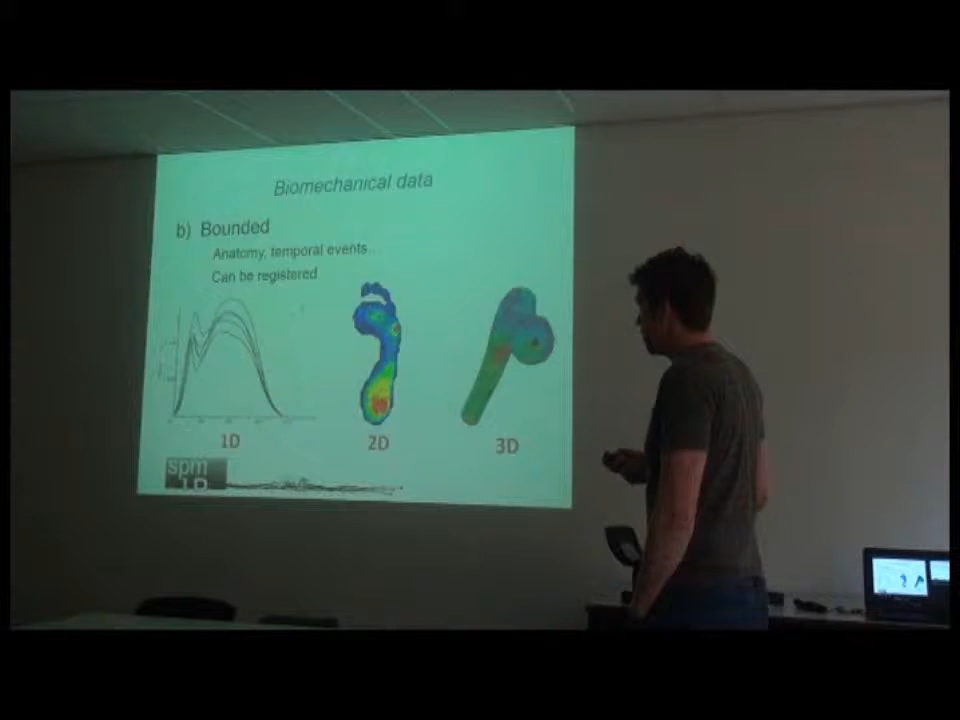 Biomechanical data
b) Bounded
Anatomy, temporal events...
Can be registered
1D
2D
3D
spm
1D